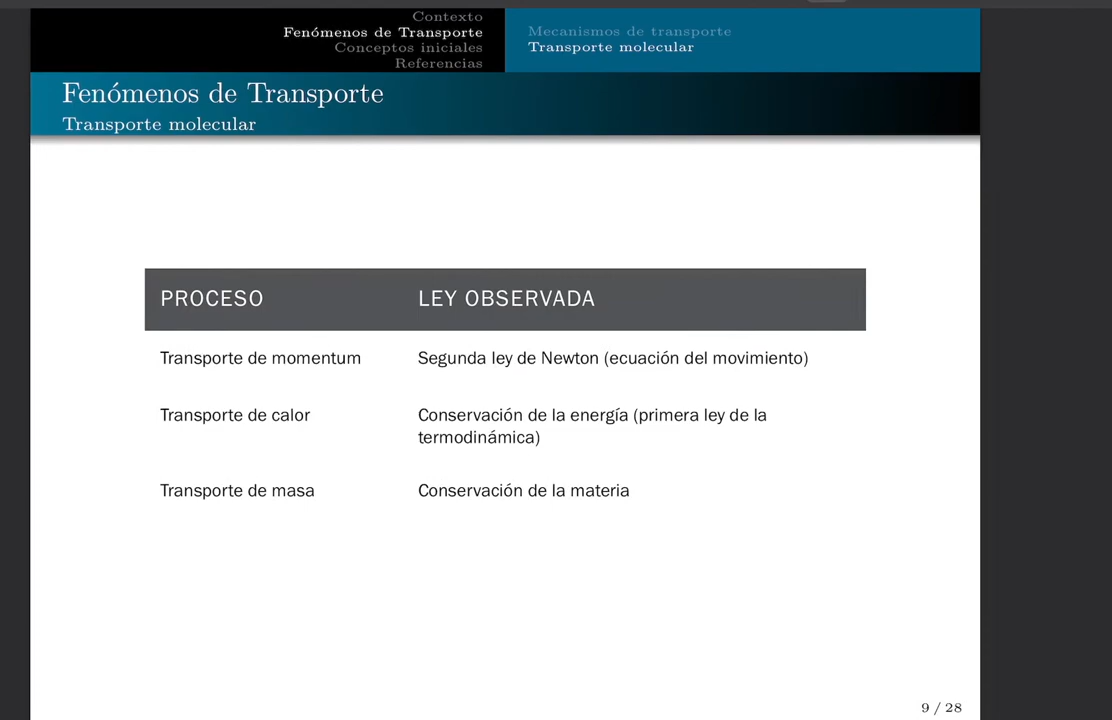 Contexto
Fenómenos de Transporte
Conceptos iniciales
Referencias
Mecanismos de transporte
Transporte molecular
Fenómenos de Transporte
Transporte molecular
PROCESO
LEY OBSERVADA
Transporte de momentum
Segunda ley de Newton (ecuación del movimiento)
Transporte de calor
Conservación de la energía (primera ley de la
termodinámica)
Transporte de masa
Conservación de la materia
9 / 28